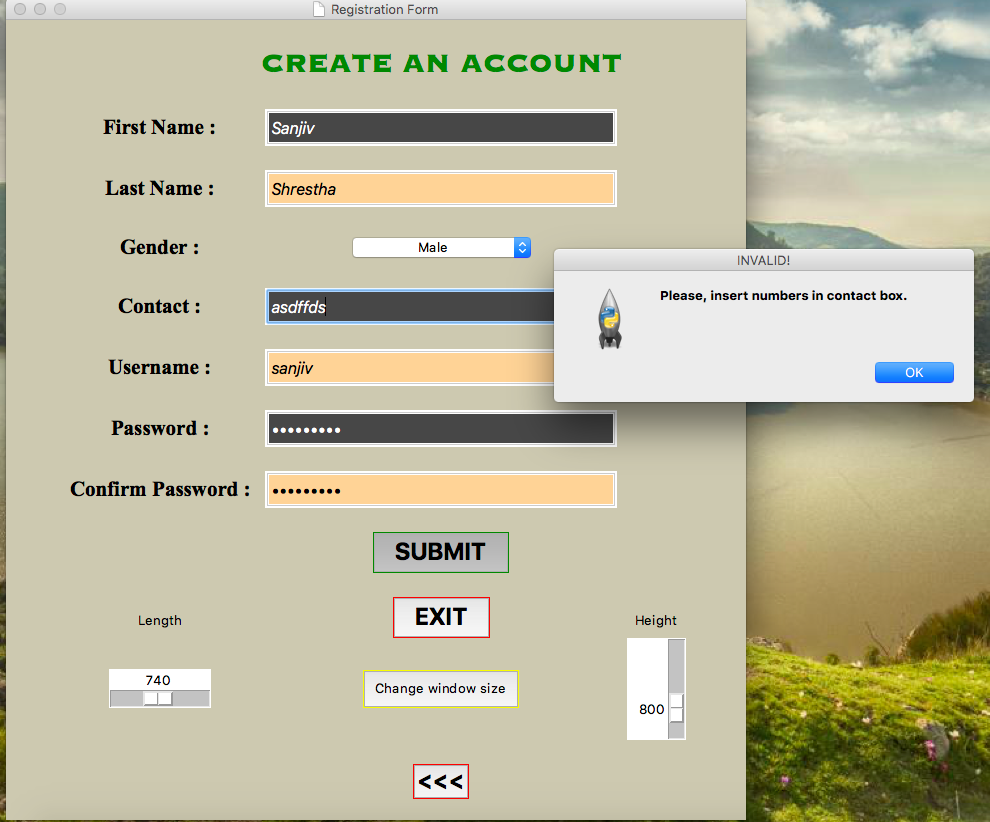 Registration Form
CREATE AN ACCOUNT
First Name : Sanjiv
Last Name : Shrestha
Gender : Male
INVALID!
Please, insert numbers in contact box.
OK
Contact : asdffds
Username : sanjiv
Password : •••••••••
Confirm Password : •••••••••
SUBMIT
EXIT
Length
Height
740
Change window size
800
<<<